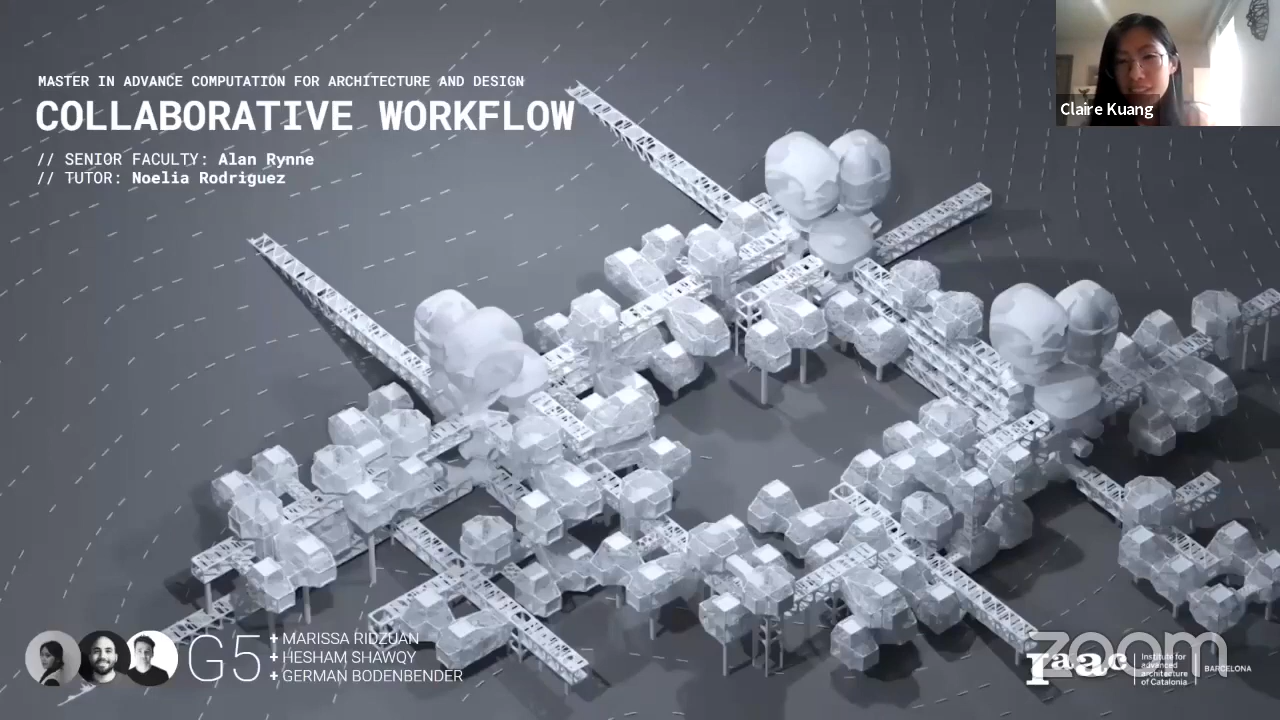 MASTER IN ADVANCE COMPUTATION FOR ARCHITECTURE AND DESIGN
COLLABORATIVE WORKFLOW
// SENIOR FACULTY: Alan Rynne
// TUTOR: Noelia Rodriguez
Claire Kuang
G5
+ MARISSA RIDZUAN
+ HESHAM SHAWQY
+ GERMAN BODENBENDER
zoom
Iaac
Institute for
advanced
architecture
of Catalonia
BARCELONA